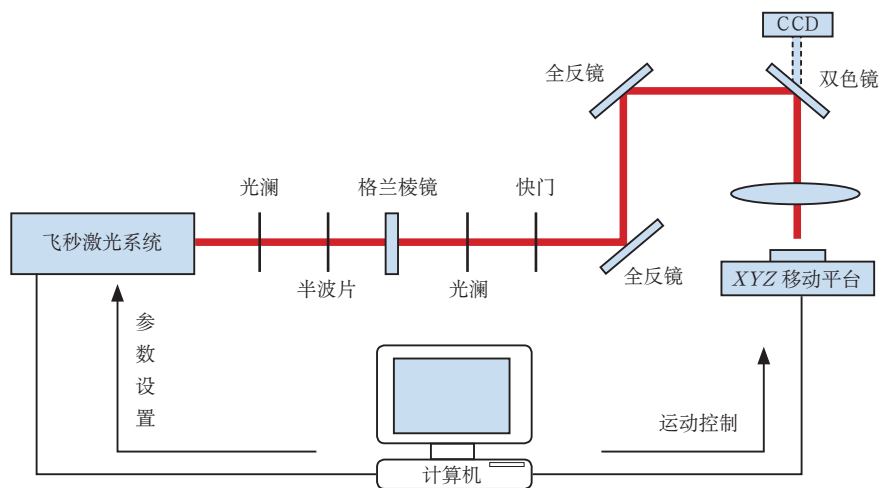 CCD
全反镜
双色镜
光澜
格兰棱镜
快门
飞秒激光系统
半波片
光澜
全反镜
XYZ 移动平台
参
数
设
置
运动控制
计算机